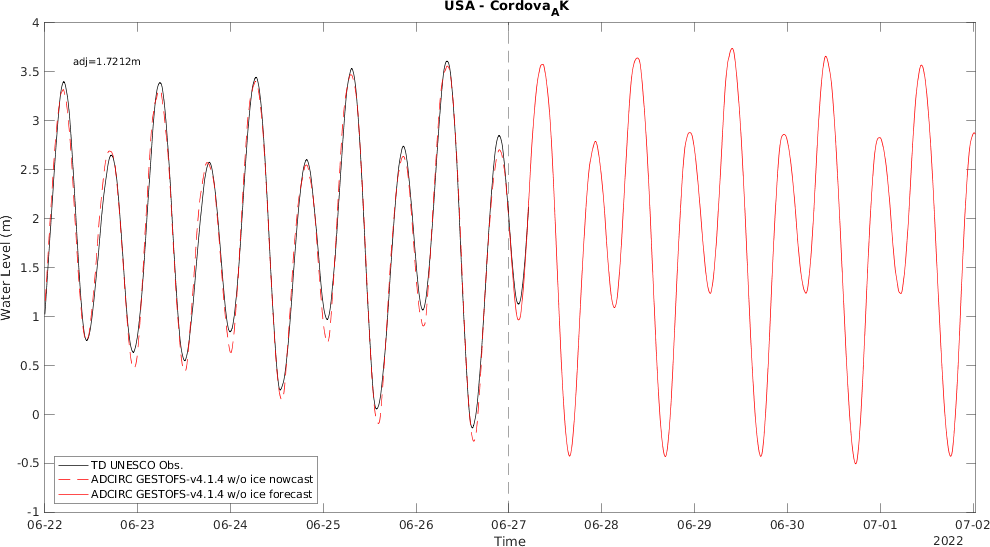 USA - Cordova_AK
adj=1.7212m
4
3.5
3
2.5
2
1.5
1
0.5
0
-0.5
-1
Water Level (m)
TD UNESCO Obs.
ADCIRC GESTOFS-v4.1.4 w/o ice nowcast
ADCIRC GESTOFS-v4.1.4 w/o ice forecast
06-22 06-23 06-24 06-25 06-26 06-27 06-28 06-29 06-30 07-01 07-02
Time
2022